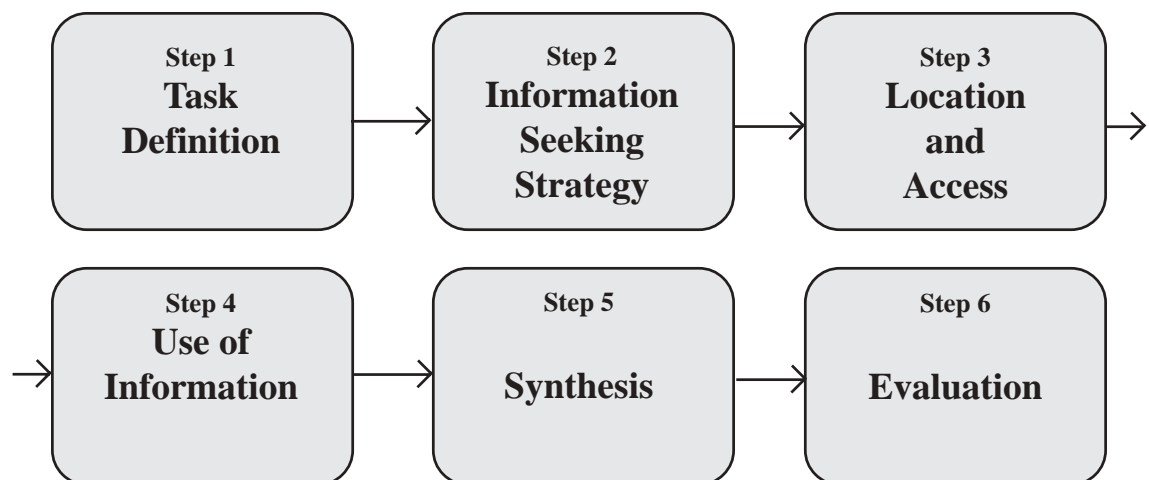 Step 1
Task
Definition
Step 2
Information
Seeking
Strategy
Step 3
Location
and
Access
Step 4
Use of
Information
Step 5
Synthesis
Step 6
Evaluation